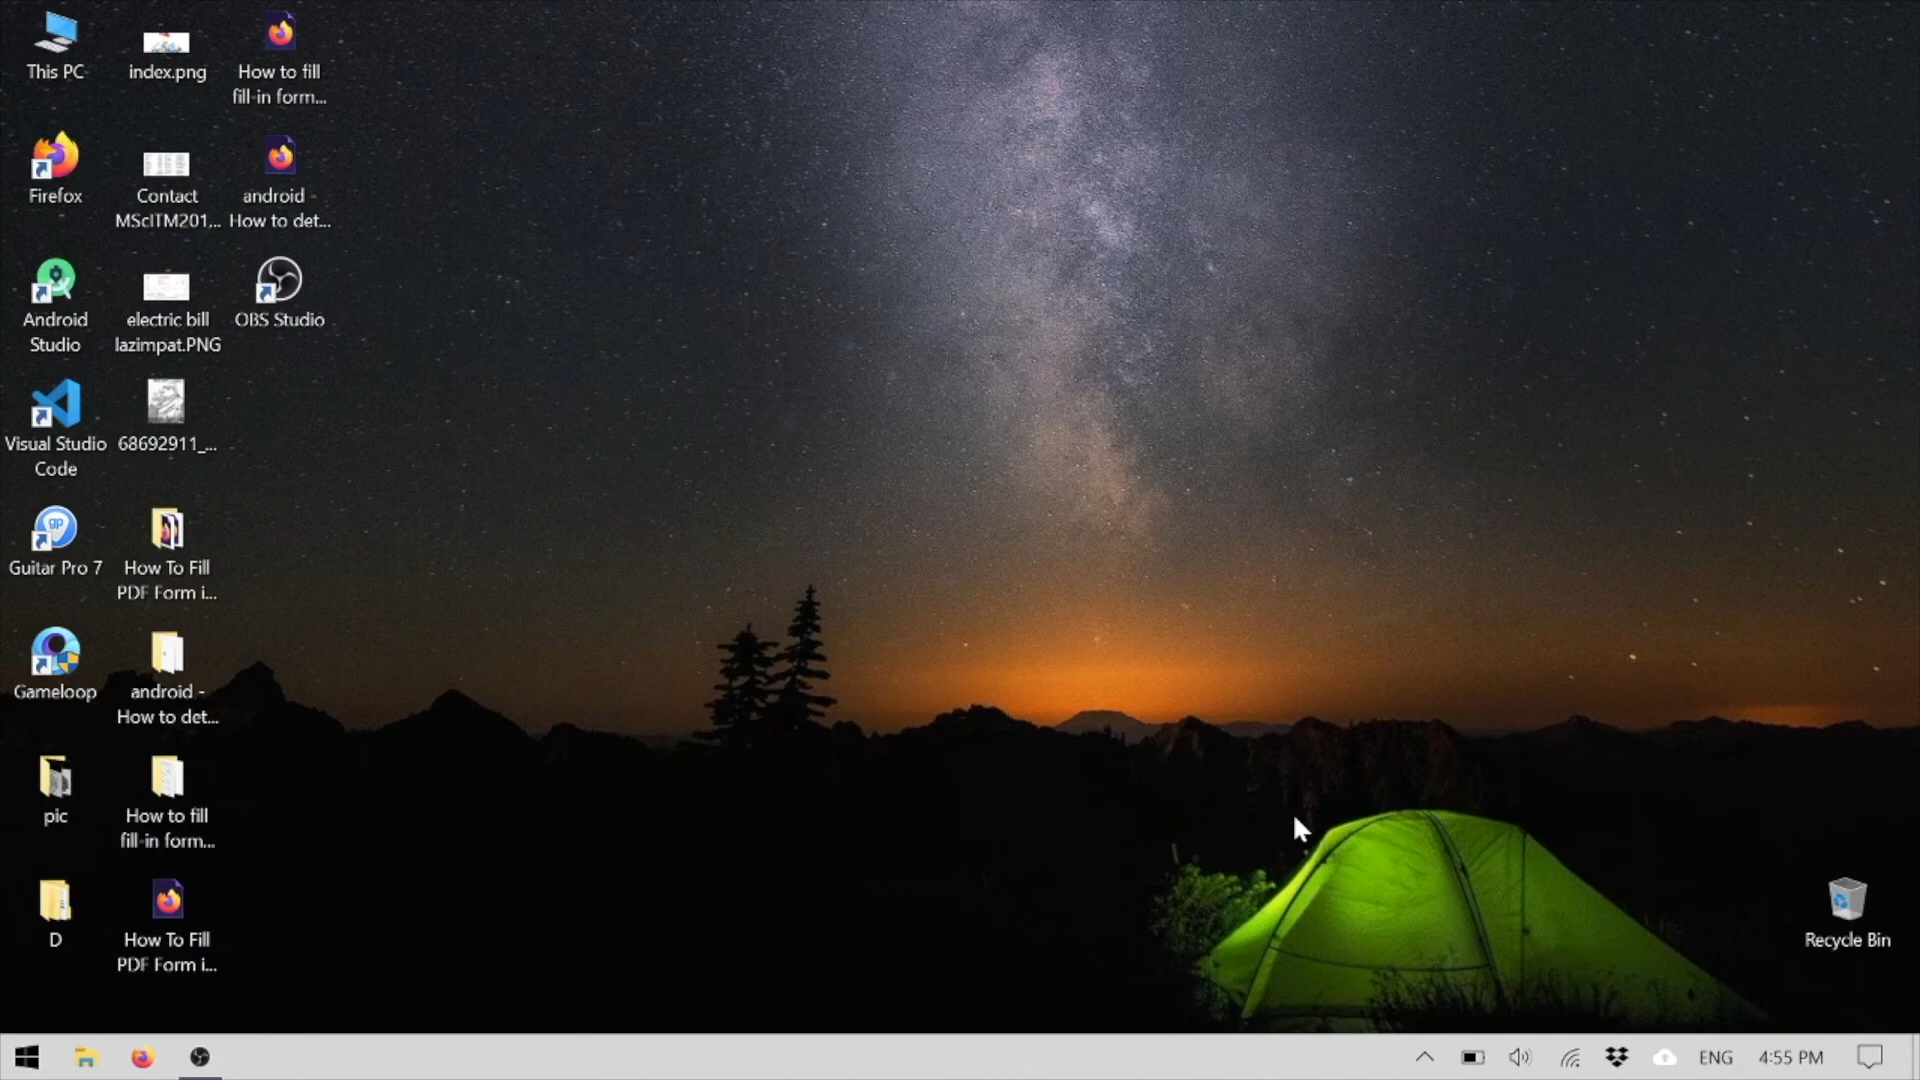 This PC
index.png
How to fill
fill-in form...
Firefox
Contact
MScITM201,..
android -
How to det...
Android
Studio
electric bill
lazimpat.PNG
OBS Studio
Visual Studio
Code
68692911_...
gp
Guitar Pro 7
How To Fill
PDF Form i...
Gameloop
android -
How to det...
pic
How to fill
fill-in form...
D
How To Fill
PDF Form i...
Recycle Bin
ENG
4:55 PM